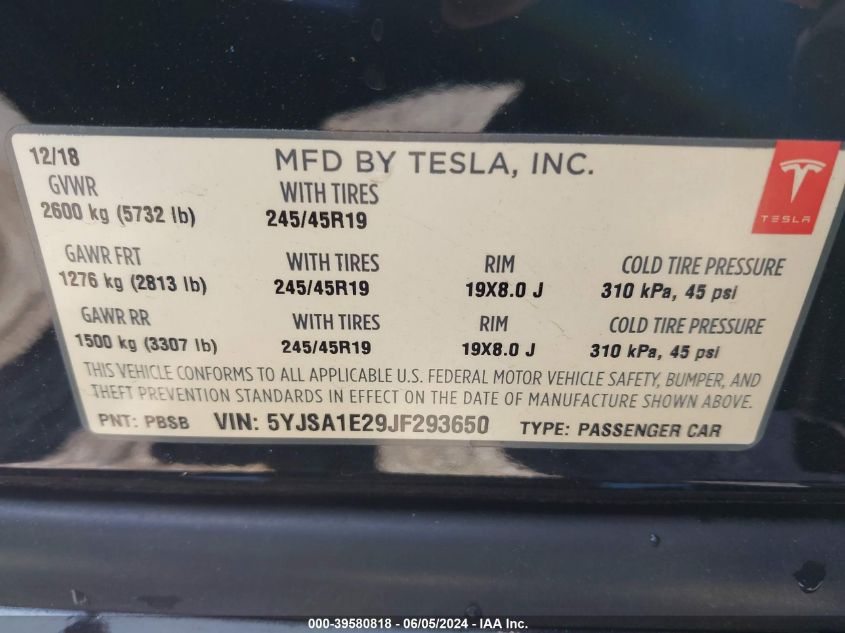 12/18 MFD BY TESLA, INC.
GVWR WITH TIRES
2600 kg (5732 lb) 245/45R19
TESLA
GAWR FRT WITH TIRES RIM COLD TIRE PRESSURE
1276 kg (2813 lb) 245/45R19 19X8.0 J 310 kPa, 45 psi
GAWR RR WITH TIRES RIM COLD TIRE PRESSURE
1500 kg (3307 lb) 245/45R19 19X8.0 J 310 kPa, 45 psi
THIS VEHICLE CONFORMS TO ALL APPLICABLE U.S. FEDERAL MOTOR VEHICLE SAFETY, BUMPER, AND
THEFT PREVENTION STANDARDS IN EFFECT ON THE DATE OF MANUFACTURE SHOWN ABOVE.
PNT: PBSB VIN: 5YJSA1E29JF293650 TYPE: PASSENGER CAR
000-39580818 - 06/05/2024 - IAA Inc.